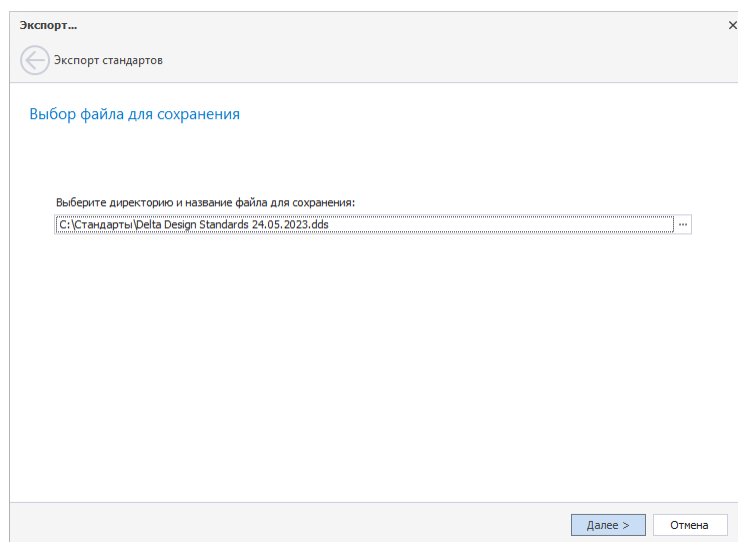 Экспорт...
Экспорт стандартов
Выбор файла для сохранения
Выберите директорию и название файла для сохранения:
C:\Стандарты\Delta Design Standards 24.05.2023.dds
...
Далее >
Отмена